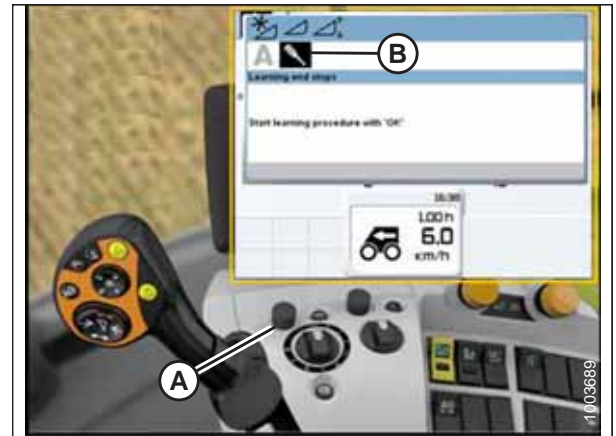 A
B
Learning end stops
Start learning procedure with 'OK'
16:30
1.00 h
6.0
km/h
A
1003689